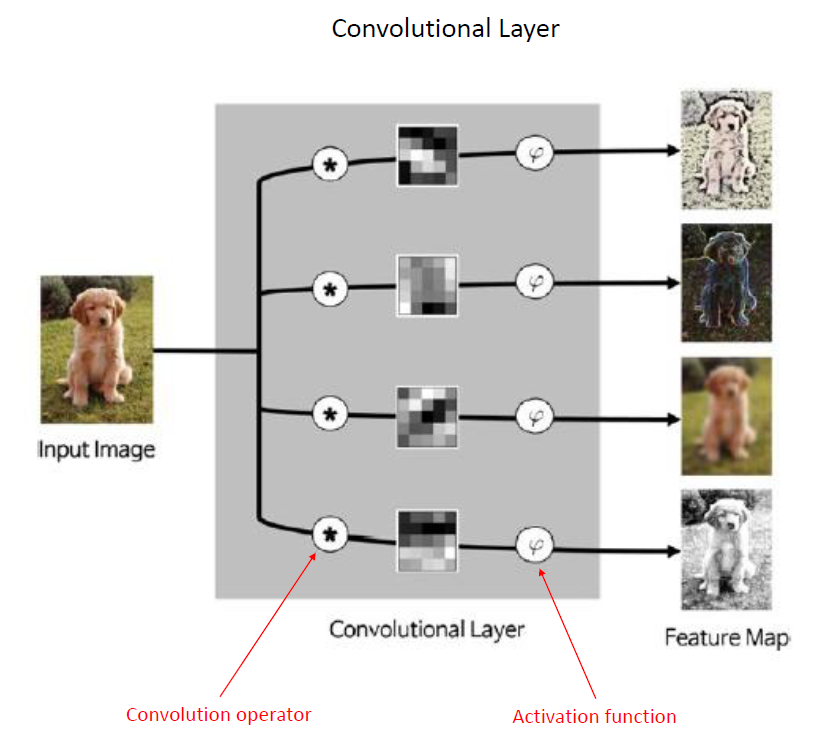 Convolutional Layer
*
φ
*
φ
Input Image
*
φ
*
φ
Convolutional Layer
Feature Map
Convolution operator
Activation function